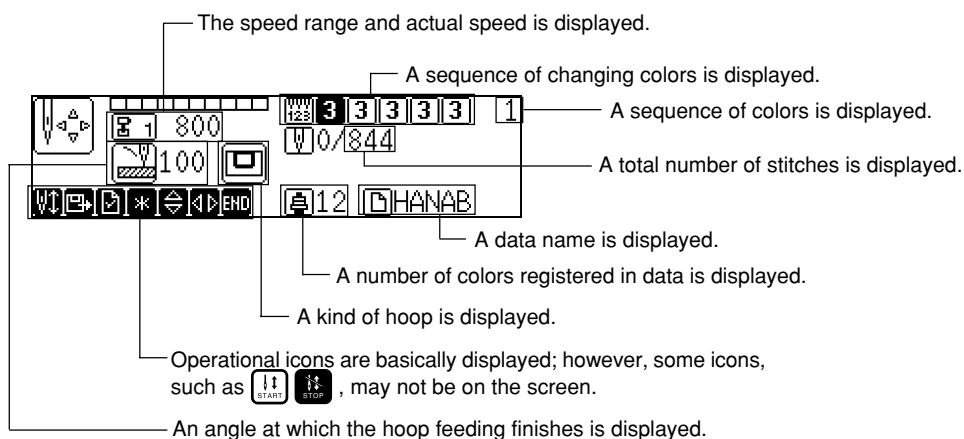 The speed range and actual speed is displayed.
A sequence of changing colors is displayed.
123 3 3 3 3 3 1
A sequence of colors is displayed.
1 800
0/844
A total number of stitches is displayed.
100
END 12 HANAB
A data name is displayed.
A number of colors registered in data is displayed.
A kind of hoop is displayed.
Operational icons are basically displayed; however, some icons,
such as START STOP , may not be on the screen.
An angle at which the hoop feeding finishes is displayed.